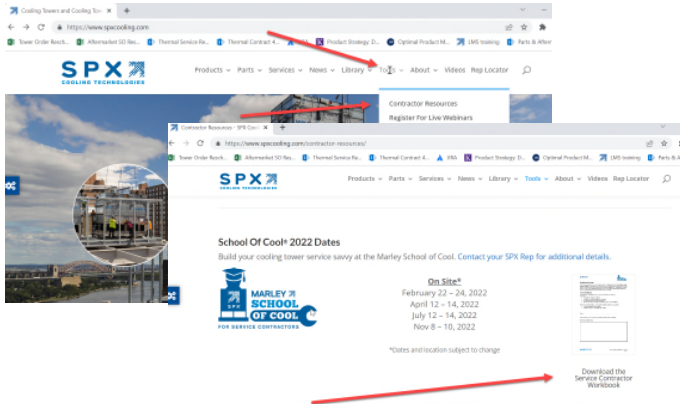 Cooling Towers and Cooling Tow
https://www.spxcooling.com
Tower Order Resch... Aftermarket SO Res... Thermal Service Re... Thermal Contract 4... Product Strategy: D... Optimal Product M... LMS training Parts & Afterm
SPX
COOLING TECHNOLOGIES
Products Parts Services News Library Tools About Videos Rep Locator
Contractor Resources
Register For Live Webinars
Contractor Resources - SPX Cool
https://www.spxcooling.com/contractor-resources/
Tower Order Resch... Aftermarket SO Res... Thermal Service Re... Thermal Contract 4... Product Strategy: D... Optimal Product M... LMS training Parts & A
SPX
COOLING TECHNOLOGIES
Products Parts Services News Library Tools About Videos Rep Locator
School Of Cool® 2022 Dates
Build your cooling tower service savvy at the Marley School of Cool. Contact your SPX Rep for additional details.
SPX
MARLEY
SCHOOL
OF COOL
FOR SERVICE CONTRACTORS
On Site*
February 22 – 24, 2022
April 12 – 14, 2022
July 12 – 14, 2022
Nov 8 – 10, 2022
*Dates and location subject to change
Download the
Service Contractor
Workbook